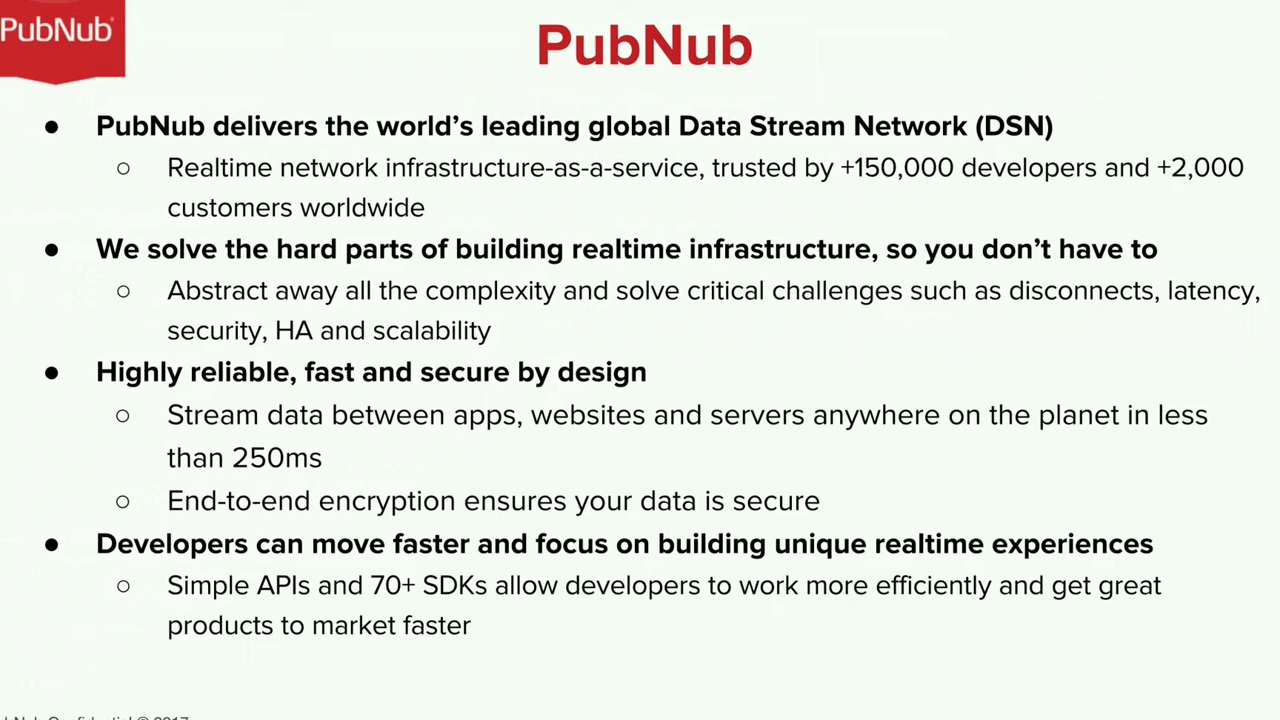 PubNub
PubNub
● PubNub delivers the world’s leading global Data Stream Network (DSN)
○ Realtime network infrastructure-as-a-service, trusted by +150,000 developers and +2,000
customers worldwide
● We solve the hard parts of building realtime infrastructure, so you don’t have to
○ Abstract away all the complexity and solve critical challenges such as disconnects, latency,
security, HA and scalability
● Highly reliable, fast and secure by design
○ Stream data between apps, websites and servers anywhere on the planet in less
than 250ms
○ End-to-end encryption ensures your data is secure
● Developers can move faster and focus on building unique realtime experiences
○ Simple APIs and 70+ SDKs allow developers to work more efficiently and get great
products to market faster
Confidential © 2017